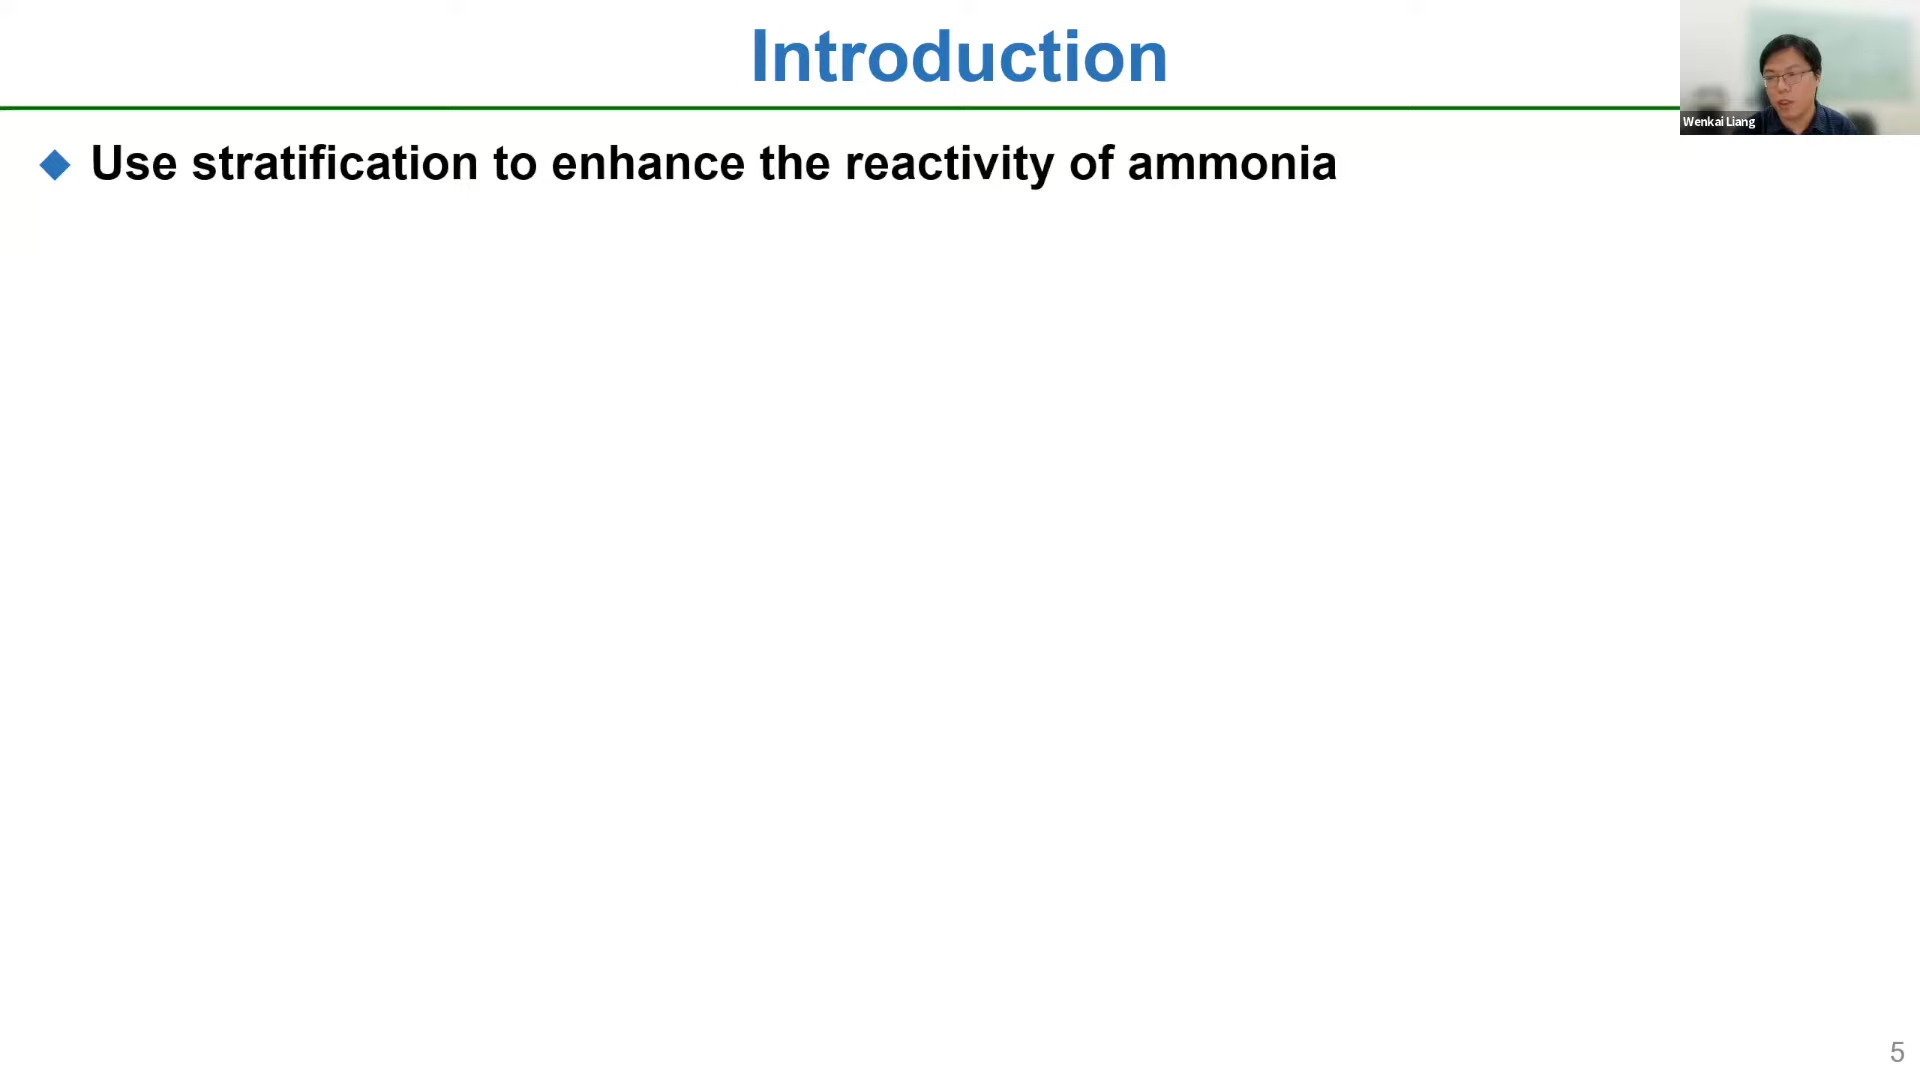 Introduction
Wenkai Liang
Use stratification to enhance the reactivity of ammonia
5